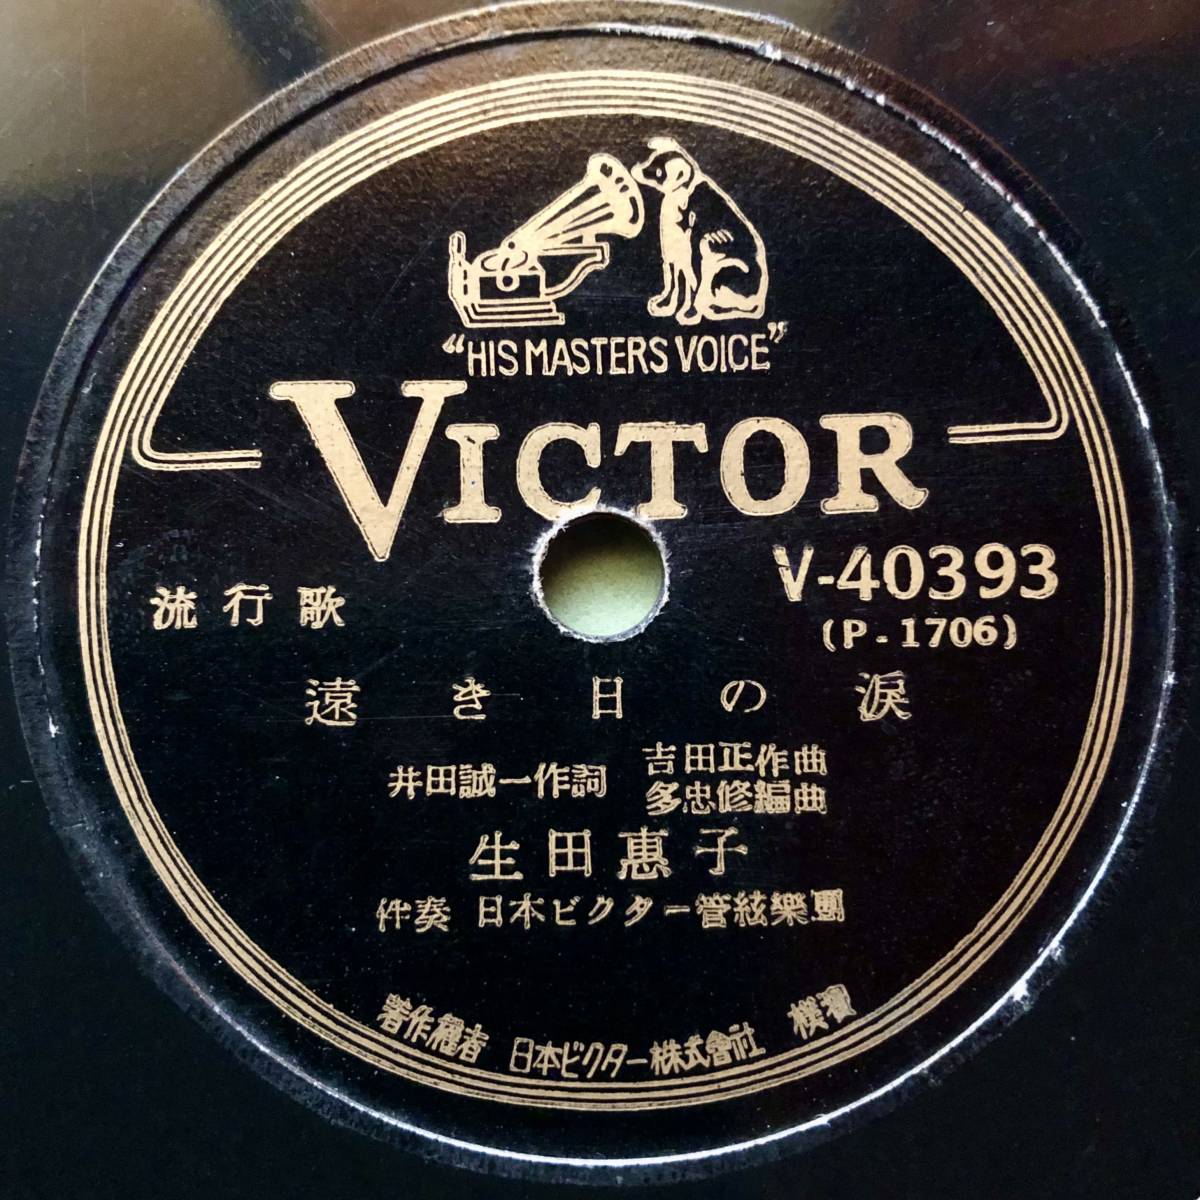 "HIS MASTERS VOICE"
VICTOR
V-40393
(P-1706)
流行歌
遠き日の涙
井田誠一作詞
吉田正作曲
多忠修編曲
生田惠子
伴奏 日本ビクター管絃樂團
著作権者 日本ビクター株式會社 横濱